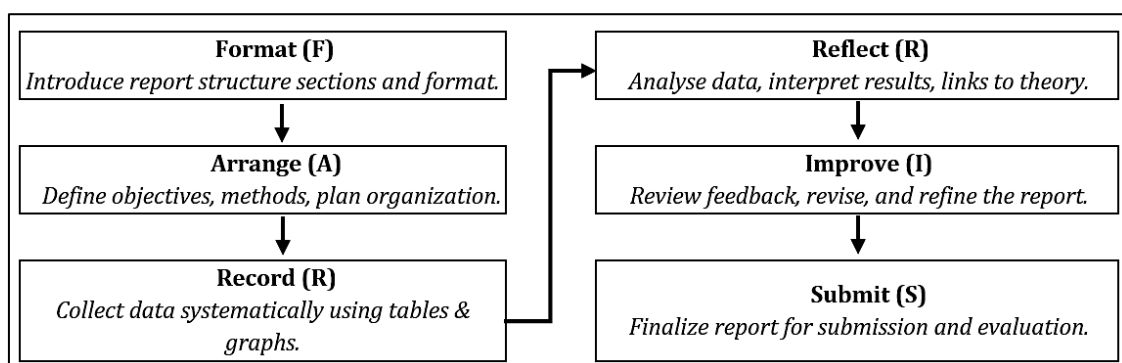 Format (F)
Introduce report structure sections and format.
Arrange (A)
Define objectives, methods, plan organization.
Record (R)
Collect data systematically using tables &
graphs.
Reflect (R)
Analyse data, interpret results, links to theory.
Improve (I)
Review feedback, revise, and refine the report.
Submit (S)
Finalize report for submission and evaluation.